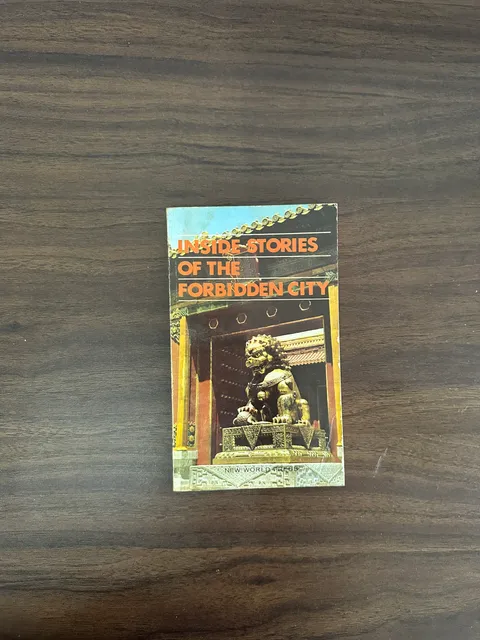 INSIDE STORIES
OF THE
FORBIDDEN CITY
NEW WORLD PRESS